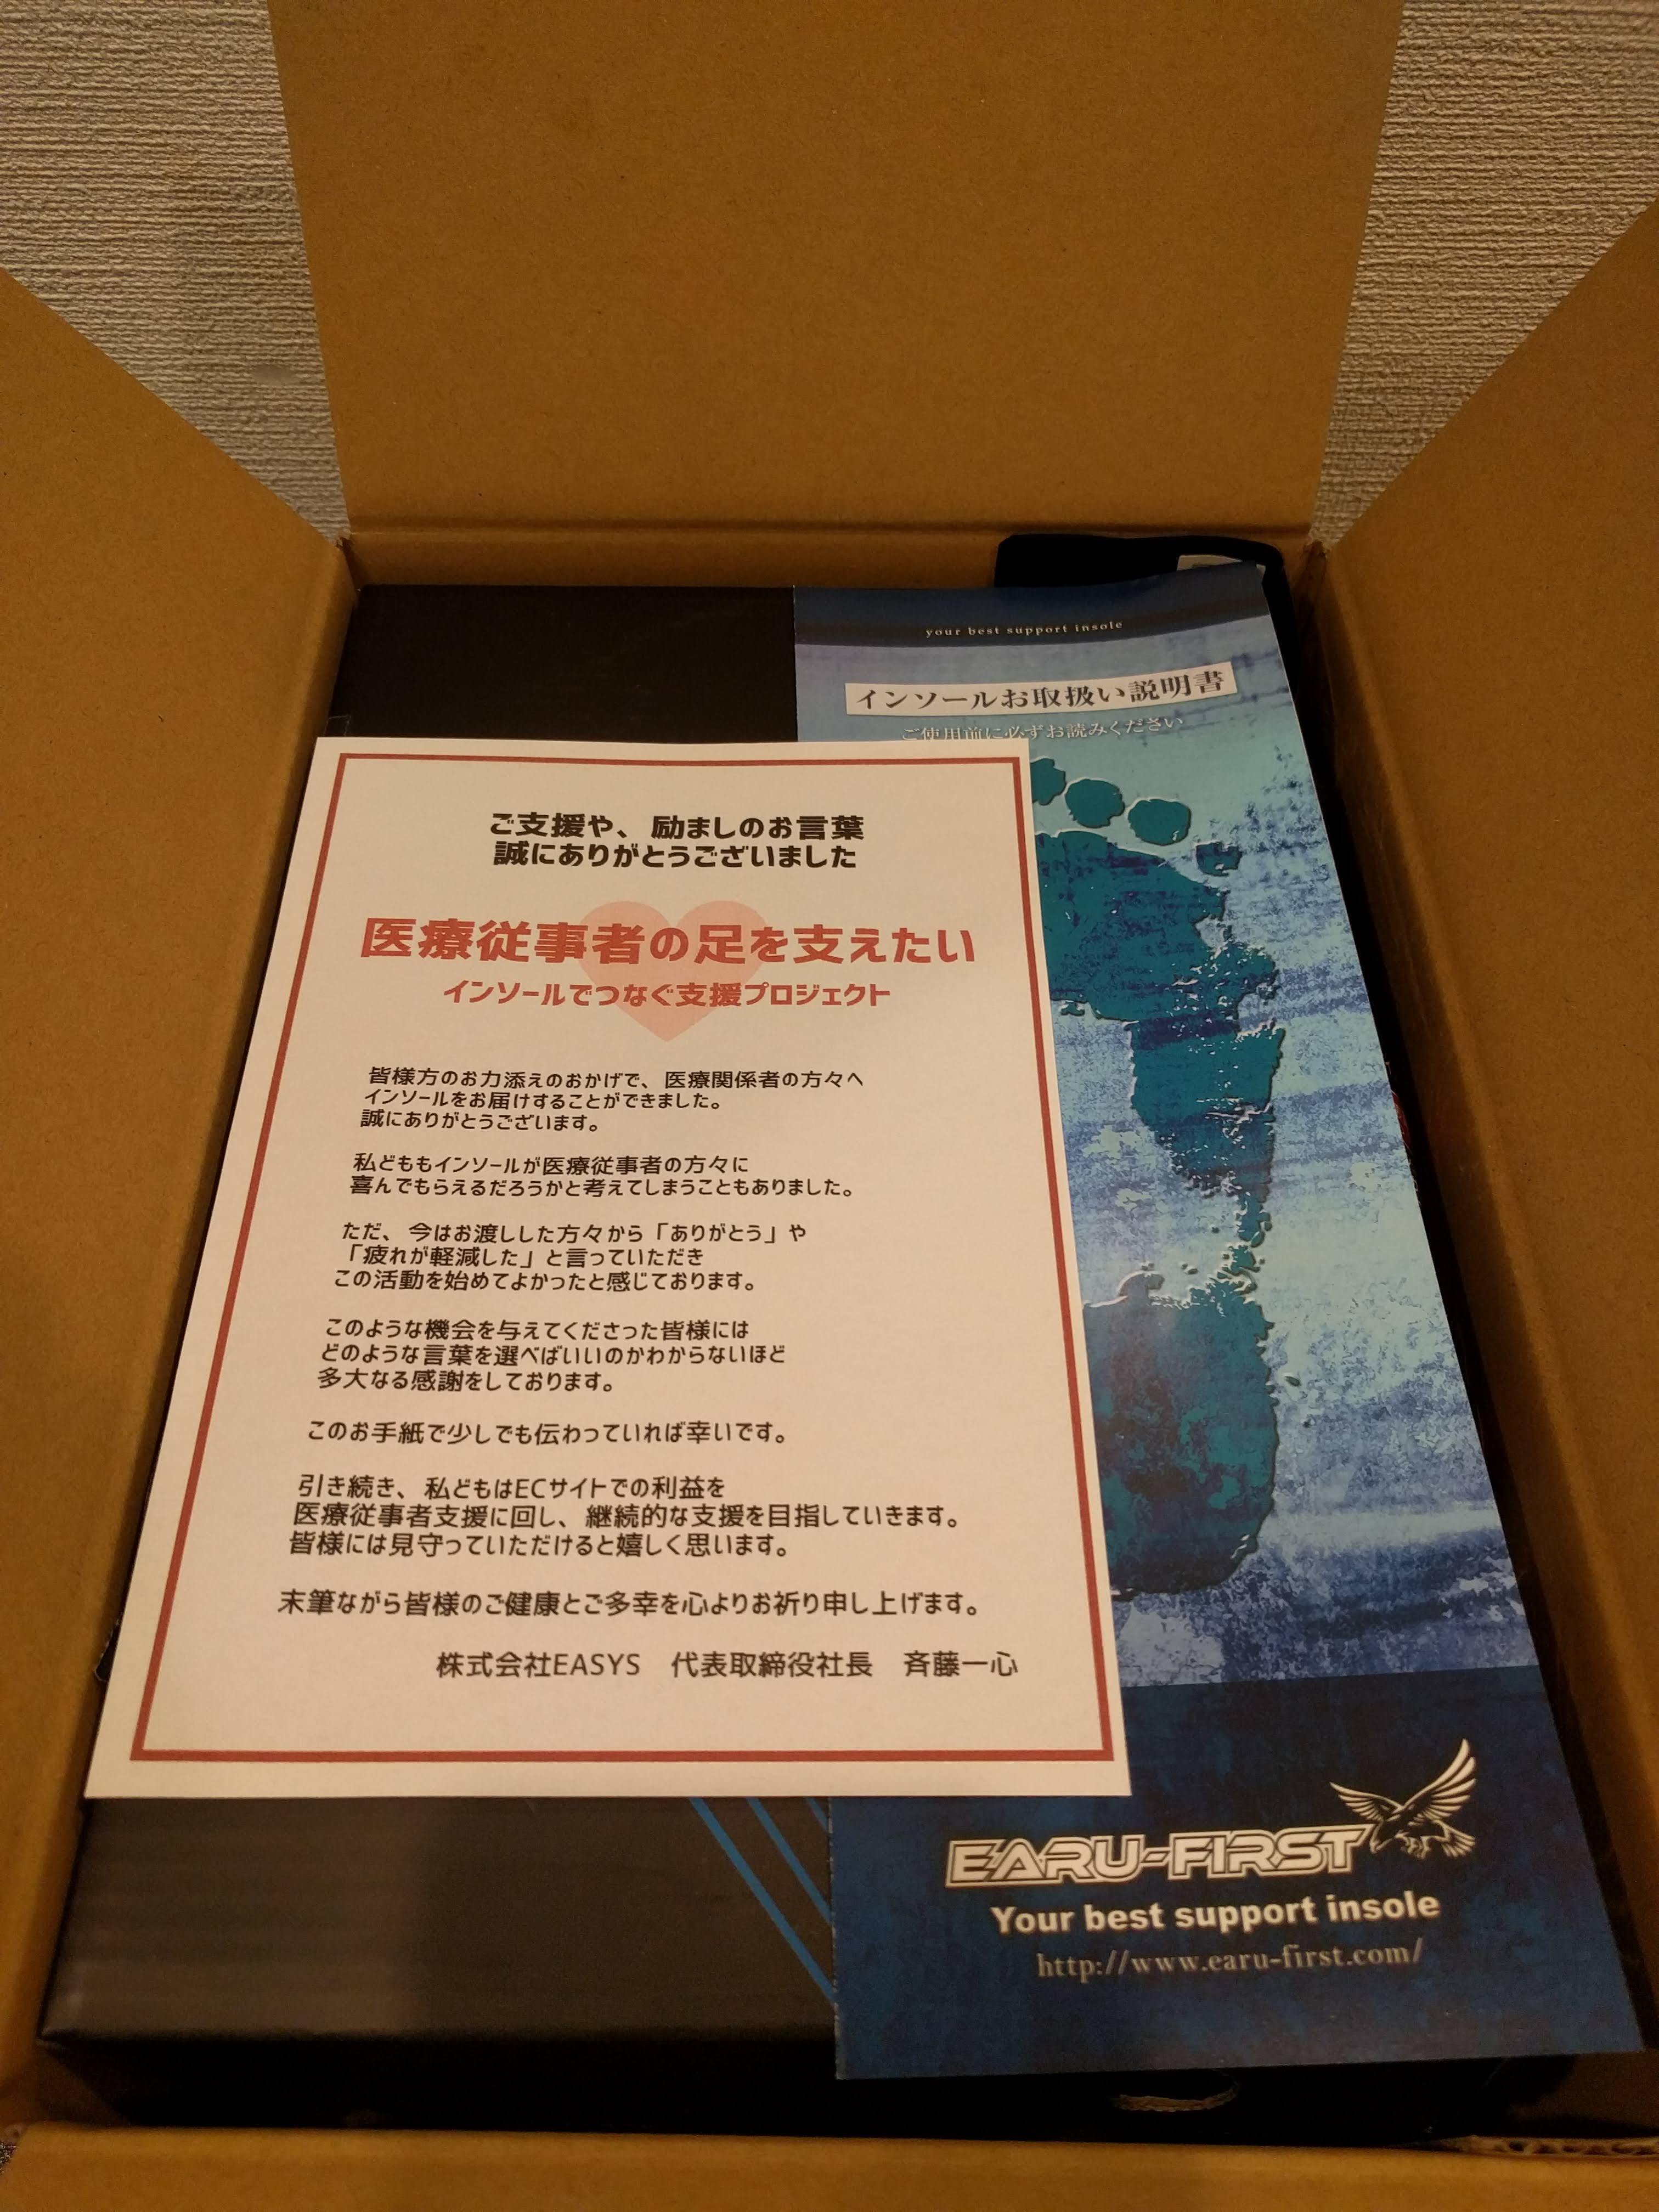 your best support insole
インソールお取扱い説明書
ご使用前に必ずお読みください
ご支援や、励ましのお言葉
誠にありがとうございました
医療従事者の足を支えたい
インソールでつなぐ支援プロジェクト
皆様方のお力添えのおかげで、医療関係者の方々へ
インソールをお届けすることができました。
誠にありがとうございます。
私どももインソールが医療従事者の方々に
喜んでもらえるだろうかと考えてしまうこともありました。
ただ、今はお渡しした方々から「ありがとう」や
「疲れが軽減した」と言っていただき
この活動を始めてよかったと感じております。
このような機会を与えてくださった皆様には
どのような言葉を選べばいいのかわからないほど
多大なる感謝をしております。
このお手紙で少しでも伝わっていれば幸いです。
引き続き、私どもはECサイトでの利益を
医療従事者支援に回し、継続的な支援を目指していきます。
皆様には見守っていただけると嬉しく思います。
末筆ながら皆様のご健康とご多幸を心よりお祈り申し上げます。
株式会社EASYS　代表取締役社長　斉藤一心
EARU-FIRST
Your best support insole
http://www.earu-first.com/